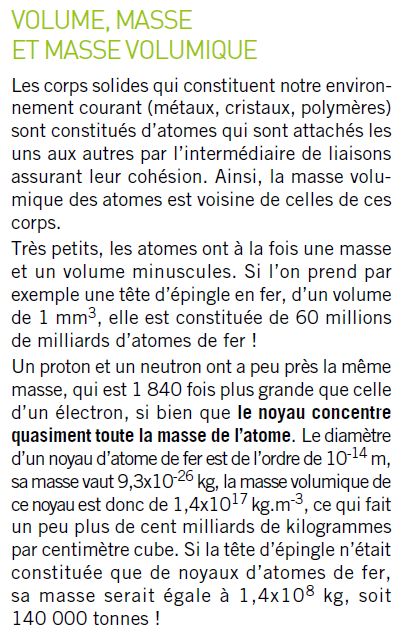 VOLUME, MASSE
ET MASSE VOLUMIQUE
Les corps solides qui constituent notre environ-
nement courant (métaux, cristaux, polymères)
sont constitués d'atomes qui sont attachés les
uns aux autres par l'intermédiaire de liaisons
assurant leur cohésion. Ainsi, la masse volu-
mique des atomes est voisine de celles de ces
corps.
Très petits, les atomes ont à la fois une masse
et un volume minuscules. Si l'on prend par
exemple une tête d'épingle en fer, d'un volume
de 1 mm³, elle est constituée de 60 millions
de milliards d'atomes de fer !
Un proton et un neutron ont a peu près la même
masse, qui est 1 840 fois plus grande que celle
d'un électron, si bien que le noyau concentre
quasiment toute la masse de l'atome. Le diamètre
d'un noyau d'atome de fer est de l'ordre de 10⁻¹⁴ m,
sa masse vaut 9,3x10⁻²⁶ kg, la masse volumique de
ce noyau est donc de 1,4x10¹⁷ kg.m⁻³, ce qui fait
un peu plus de cent milliards de kilogrammes
par centimètre cube. Si la tête d'épingle n'était
constituée que de noyaux d'atomes de fer,
sa masse serait égale à 1,4x10⁸ kg, soit
140 000 tonnes !